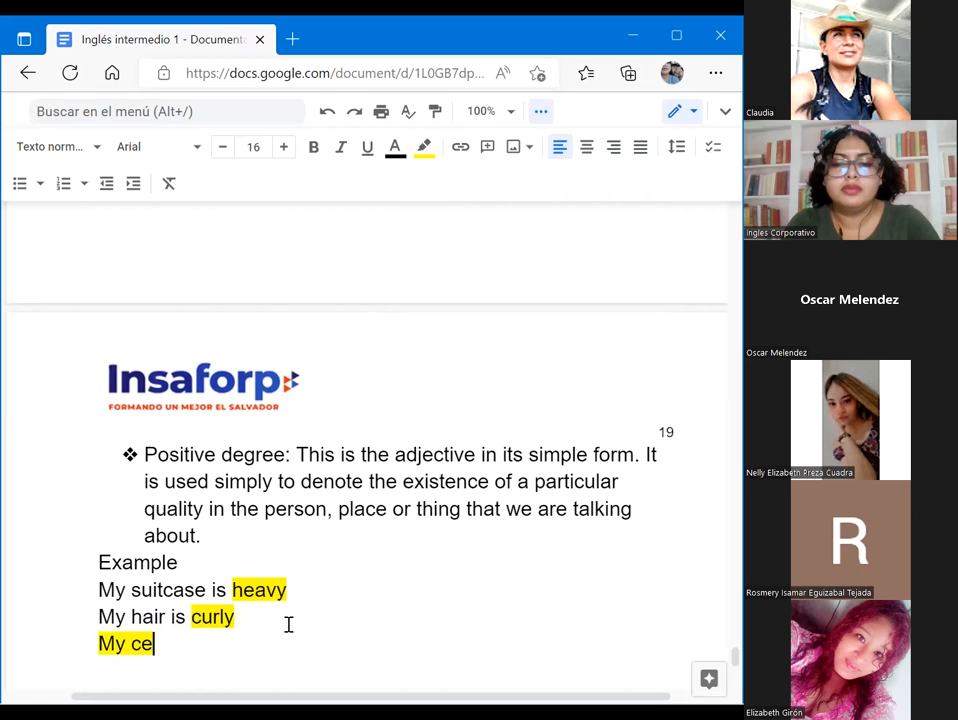 Inglés intermedio 1 - Document
https://docs.google.com/document/d/1L0GB7dp...
Buscar en el menú (Alt+/)
100%
Texto norm...
Arial
16
Insaforp
FORMANDO UN MEJOR EL SALVADOR
19
❖ Positive degree: This is the adjective in its simple form. It
is used simply to denote the existence of a particular
quality in the person, place or thing that we are talking
about.
Example
My suitcase is heavy
My hair is curly
My ce
Claudia
Ingles Corporativo
Oscar Melendez
Oscar Melendez
Nelly Elizabeth Preza Cuadra
R
Rosmery Isamar Eguizabal Tejada
Elizabeth Girón